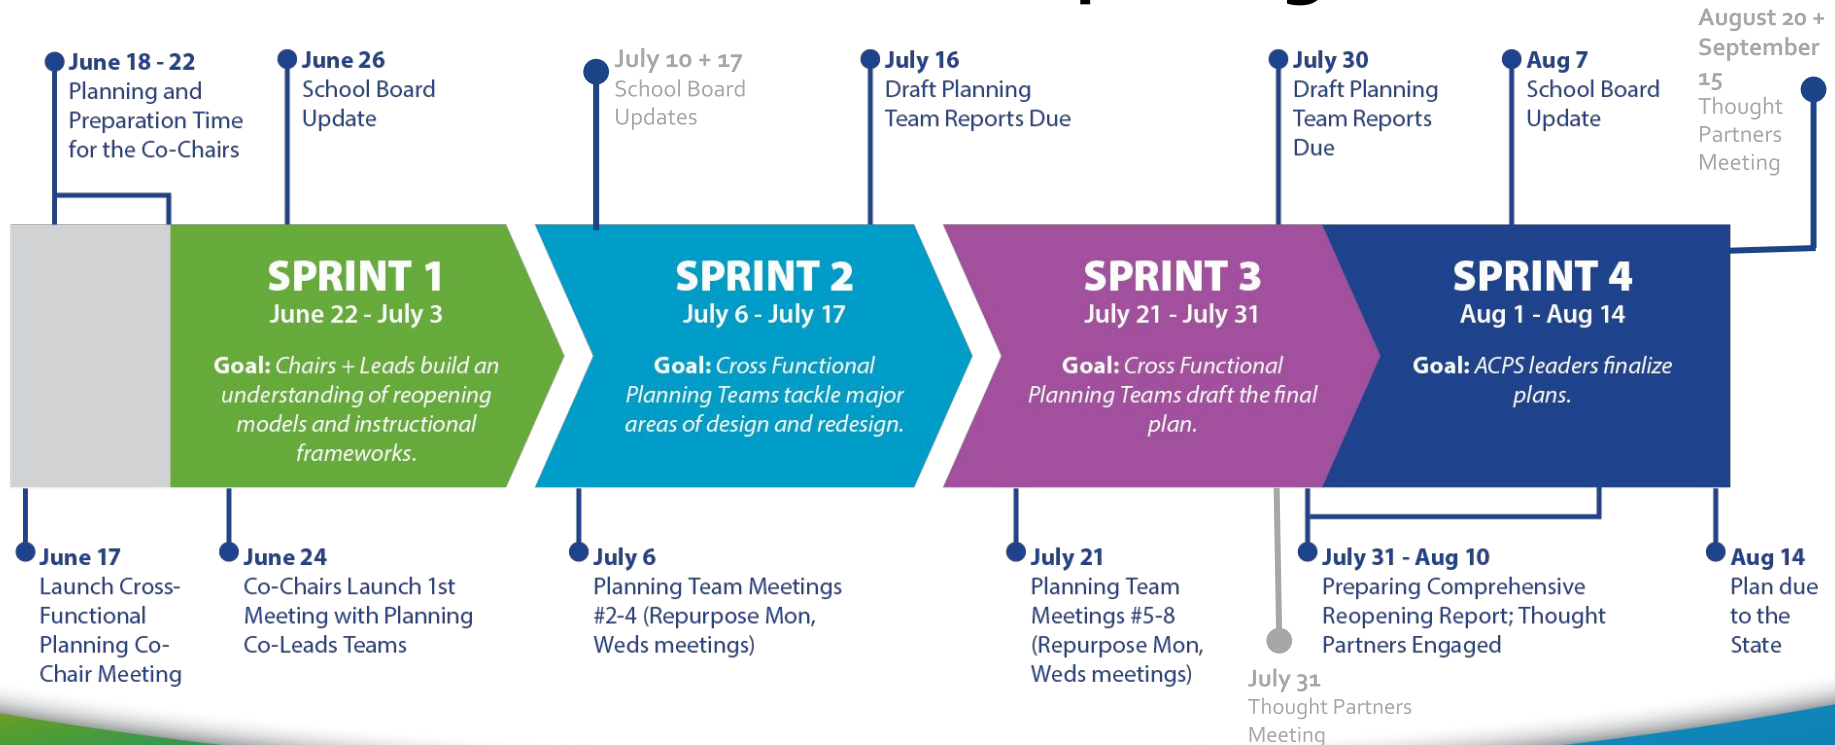 June 18 - 22
Planning and
Preparation Time
for the Co-Chairs
June 26
School Board
Update
July 10 + 17
School Board
Updates
July 16
Draft Planning
Team Reports Due
July 30
Draft Planning
Team Reports
Due
Aug 7
School Board
Update
August 20 +
September
15
Thought
Partners
Meeting
SPRINT 1
June 22 - July 3
Goal: Chairs + Leads build an
understanding of reopening
models and instructional
frameworks.
SPRINT 2
July 6 - July 17
Goal: Cross Functional
Planning Teams tackle major
areas of design and redesign.
SPRINT 3
July 21 - July 31
Goal: Cross Functional
Planning Teams draft the final
plan.
SPRINT 4
Aug 1 - Aug 14
Goal: ACPS leaders finalize
plans.
June 17
Launch Cross-
Functional
Planning Co-
Chair Meeting
June 24
Co-Chairs Launch 1st
Meeting with Planning
Co-Leads Teams
July 6
Planning Team Meetings
#2-4 (Repurpose Mon,
Weds meetings)
July 21
Planning Team
Meetings #5-8
(Repurpose Mon,
Weds meetings)
July 31
Thought Partners
Meeting
July 31 - Aug 10
Preparing Comprehensive
Reopening Report; Thought
Partners Engaged
Aug 14
Plan due
to the
State